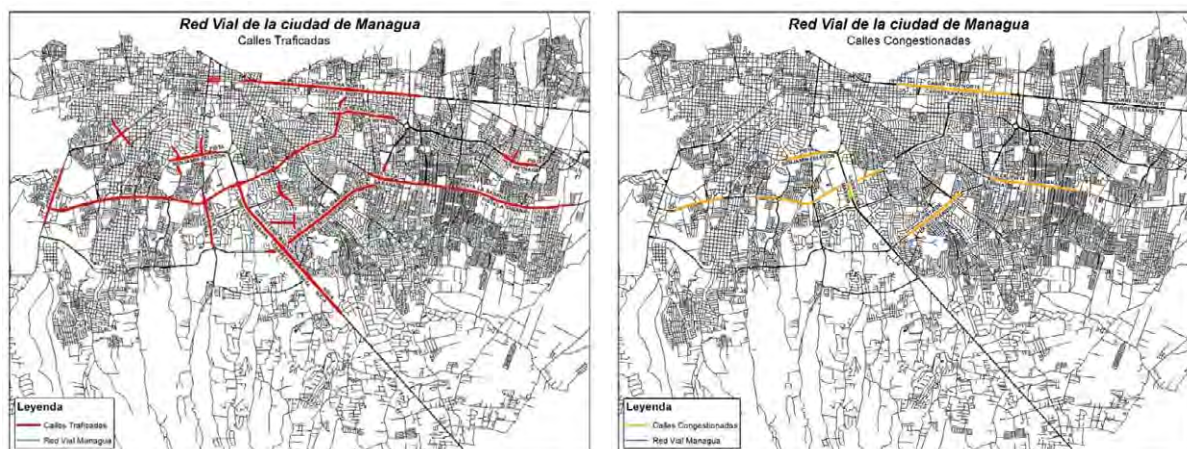 Red Vial de la ciudad de Managua
Calles Traficadas
Leyenda
Calles Traficadas
Red Vial Managua
Red Vial de la ciudad de Managua
Calles Congestionadas
Leyenda
Calles Congestionadas
Red Vial Managua